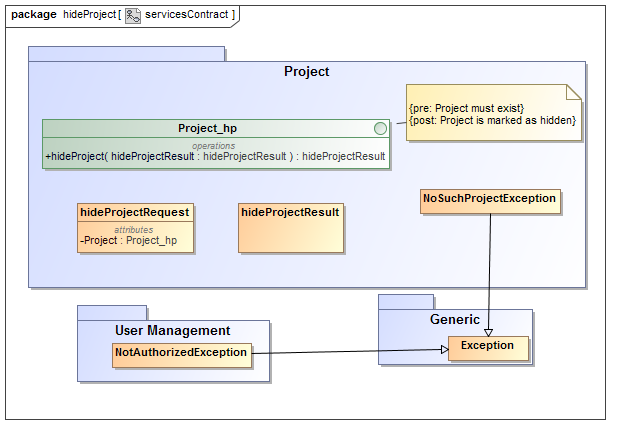 package hideProject [ servicesContract ]
Project
{pre: Project must exist}
{post: Project is marked as hidden}
Project_hp
operations
+hideProject( hideProjectResult : hideProjectResult ) : hideProjectResult
hideProjectRequest
attributes
-Project : Project_hp
hideProjectResult
NoSuchProjectException
User Management
NotAuthorizedException
Generic
Exception